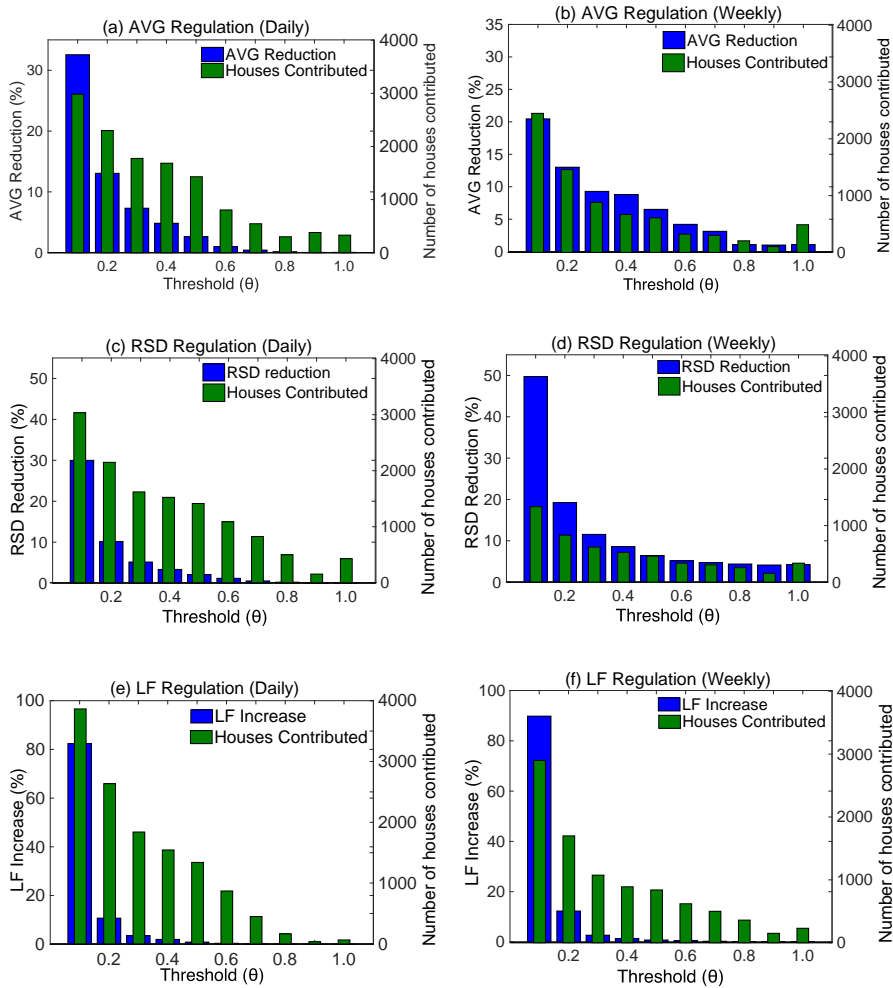 (a) AVG Regulation (Daily)
AVG Reduction
Houses Contributed
AVG Reduction (%)
Number of houses contributed
30
20
10
0
4000
3000
2000
1000
0
0.2 0.4 0.6 0.8 1.0
Threshold (θ)
(b) AVG Regulation (Weekly)
AVG Reduction
Houses Contributed
AVG Reduction (%)
Number of houses contributed
35
30
25
20
15
10
5
0
4000
3000
2000
1000
0
0.2 0.4 0.6 0.8 1.0
Threshold (θ)
(c) RSD Regulation (Daily)
RSD reduction
Houses Contributed
RSD Reduction (%)
Number of houses contributed
50
40
30
20
10
0
4000
3000
2000
1000
0
0.2 0.4 0.6 0.8 1.0
Threshold (θ)
(d) RSD Regulation (Weekly)
RSD Reduction
Houses Contributed
RSD Reduction (%)
Number of houses contributed
50
40
30
20
10
0
4000
3000
2000
1000
0
0.2 0.4 0.6 0.8 1.0
Threshold (θ)
(e) LF Regulation (Daily)
LF Increase
Houses Contributed
LF Increase (%)
Number of houses contributed
100
80
60
40
20
0
4000
3000
2000
1000
0
0.2 0.4 0.6 0.8 1.0
Threshold (θ)
(f) LF Regulation (Weekly)
LF Increase
Houses Contributed
LF Increase (%)
Number of houses contributed
100
80
60
40
20
0
4000
3000
2000
1000
0
0.2 0.4 0.6 0.8 1.0
Threshold (θ)